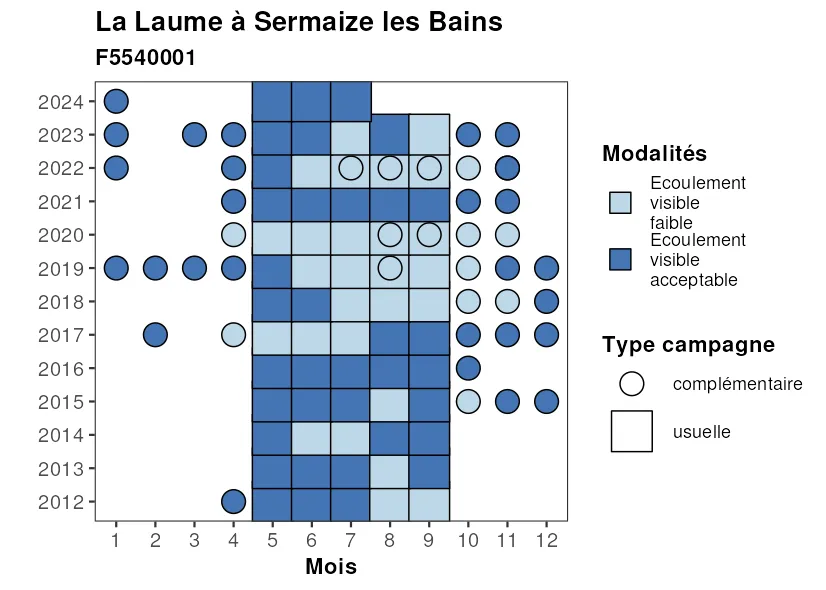 La Laume à Sermaize les Bains
F5540001
2024
2023
2022
2021
2020
2019
2018
2017
2016
2015
2014
2013
2012
1 2 3 4 5 6 7 8 9 10 11 12
Mois
Modalités
Ecoulement
visible
faible
Ecoulement
visible
acceptable
Type campagne
complémentaire
usuelle